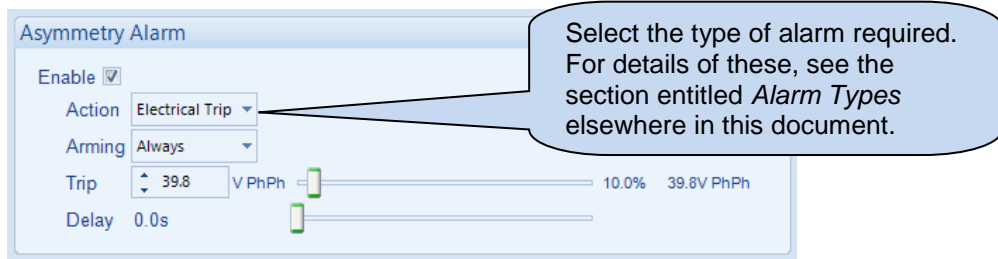 Asymmetry Alarm
Enable
Action Electrical Trip
Arming Always
Trip 39.8 V PhPh 10.0% 39.8V PhPh
Delay 0.0s
Select the type of alarm required.
For details of these, see the
section entitled Alarm Types
elsewhere in this document.